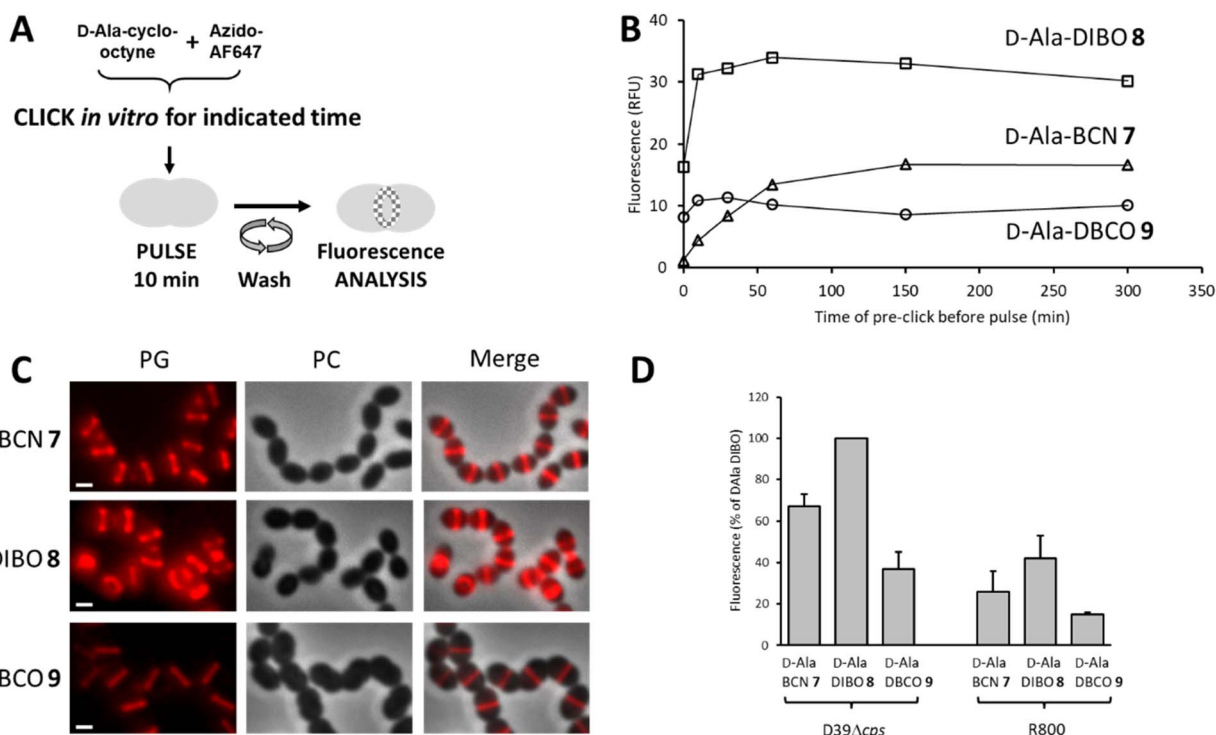 A
D-Ala-cyclo-
octyne
+
Azido-
AF647
CLICK in vitro for indicated time
PULSE
10 min
Wash
Fluorescence
ANALYSIS
B
40
30
20
10
0
Fluorescence (RFU)
D-Ala-DIBO 8
D-Ala-BCN 7
D-Ala-DBCO 9
0 50 100 150 200 250 300 350
Time of pre-click before pulse (min)
C
PG PC Merge
BCN 7
DIBO 8
BCO 9
D
120
100
80
60
40
20
0
Fluorescence (% of DAla DIBO)
D-Ala
BCN 7
D-Ala
DIBO 8
D-Ala
DBCO 9
D-Ala
BCN 7
D-Ala
DIBO 8
D-Ala
DBCO 9
D39Δcps
R800